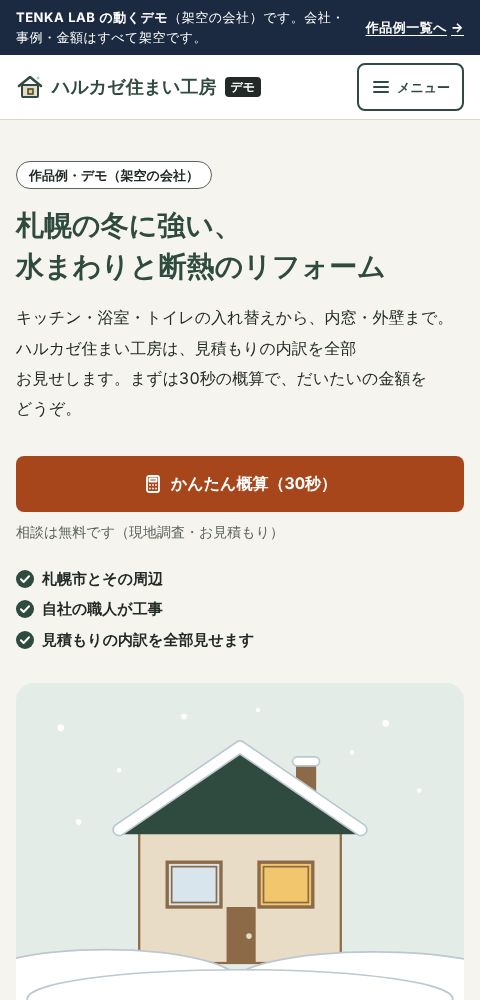 TENKA LAB の動くデモ（架空の会社）です。会社・
事例・金額はすべて架空です。
作品例一覧へ →
ハルカゼ住まい工房 デモ
メニュー
作品例・デモ（架空の会社）
札幌の冬に強い、
水まわりと断熱のリフォーム
キッチン・浴室・トイレの入れ替えから、内窓・外壁まで。
ハルカゼ住まい工房は、見積もりの内訳を全部
お見せします。まずは30秒の概算で、だいたいの金額を
どうぞ。
かんたん概算（30秒）
相談は無料です（現地調査・お見積もり）
札幌市とその周辺
自社の職人が工事
見積もりの内訳を全部見せます